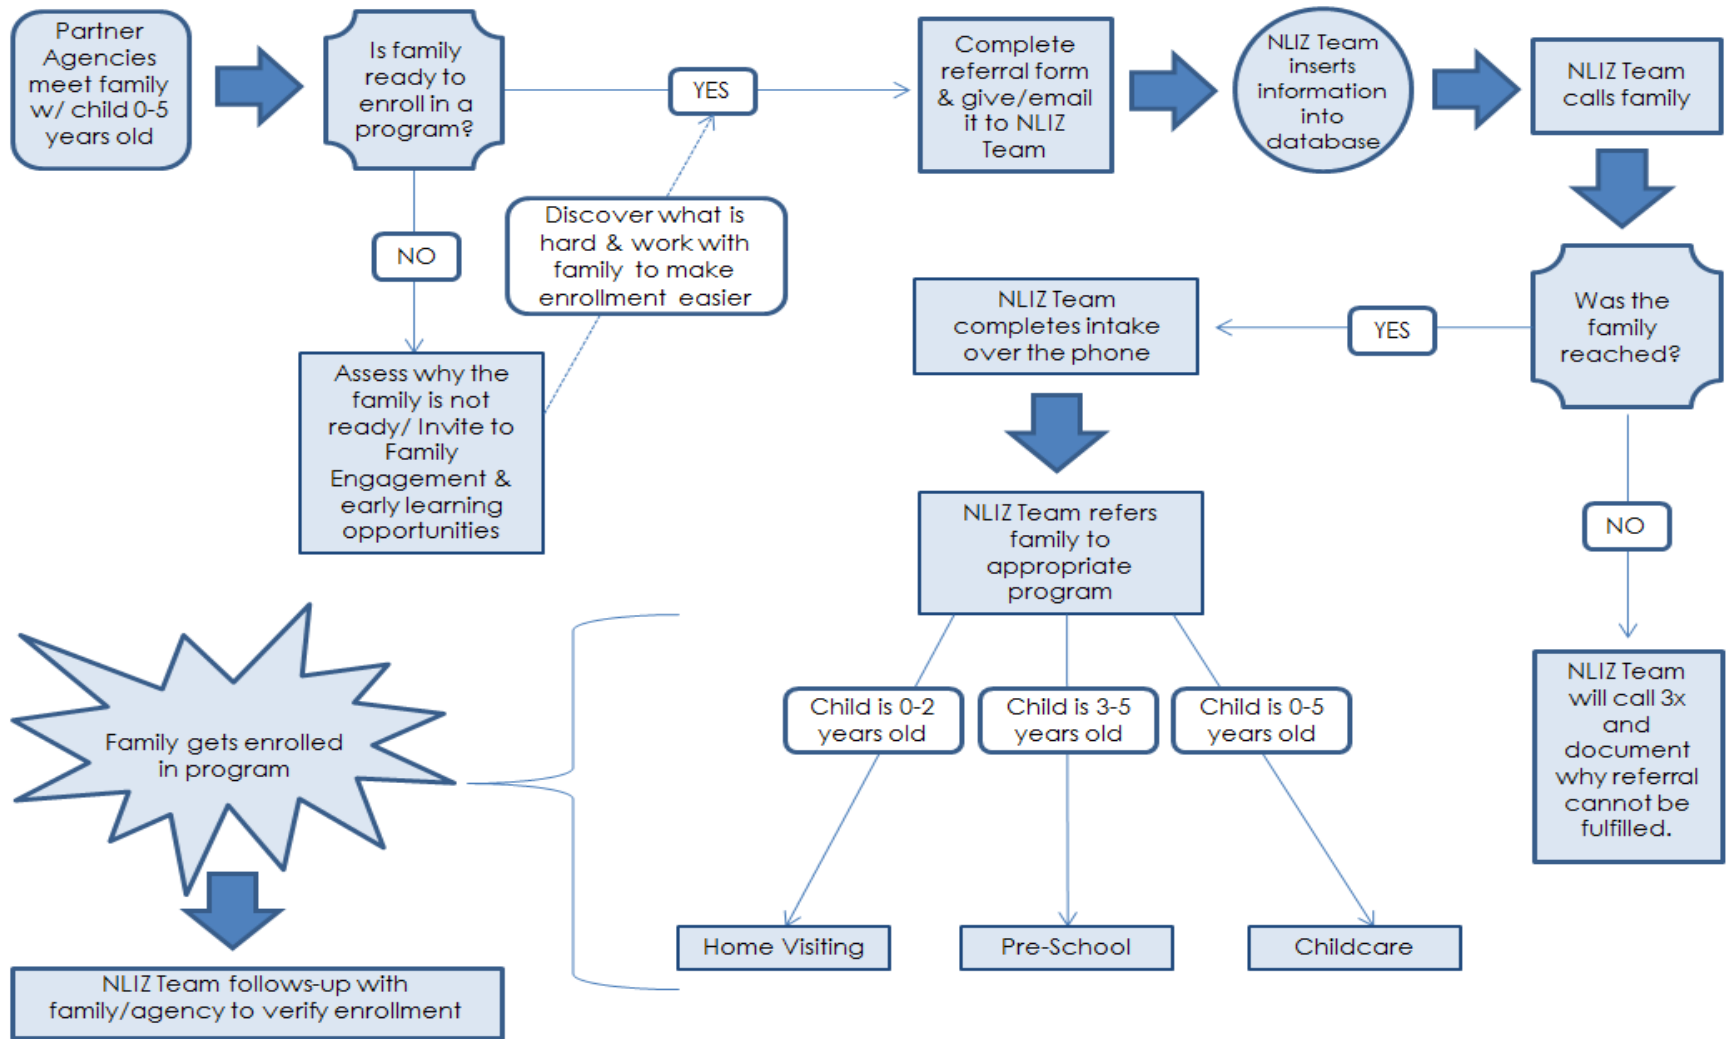 Partner
Agencies
meet family
w/ child 0-5
years old
Is family
ready to
enroll in a
program?
YES
Complete
referral form
& give/email
it to NLIZ
Team
NLIZ Team
inserts
information
into
database
NLIZ Team
calls family
NO
Discover what is
hard & work with
family to make
enrollment easier
Assess why the
family is not
ready/ Invite to
Family
Engagement &
early learning
opportunities
Was the
family
reached?
YES
NLIZ Team
completes intake
over the phone
NO
NLIZ Team
will call 3x
and
document
why referral
cannot be
fulfilled.
NLIZ Team refers
family to
appropriate
program
Child is 0-2
years old
Child is 3-5
years old
Child is 0-5
years old
Home Visiting
Pre-School
Childcare
Family gets enrolled
in program
NLIZ Team follows-up with
family/agency to verify enrollment